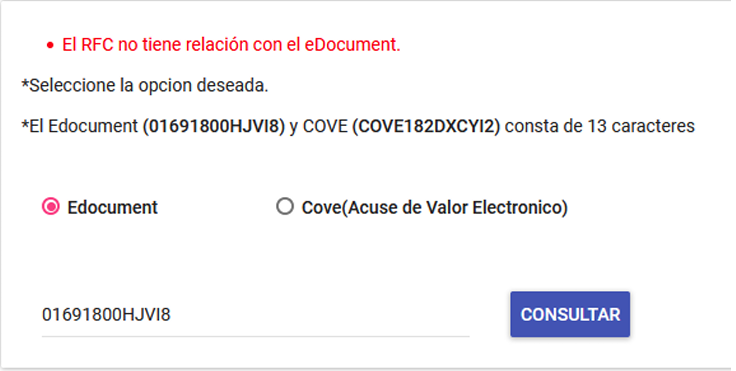 El RFC no tiene relación con el eDocument.
*Seleccione la opcion deseada.
*El Edocument (01691800HJVI8) y COVE (COVE182DXCYI2) consta de 13 caracteres
Edocument
Cove(Acuse de Valor Electronico)
01691800HJVI8
CONSULTAR